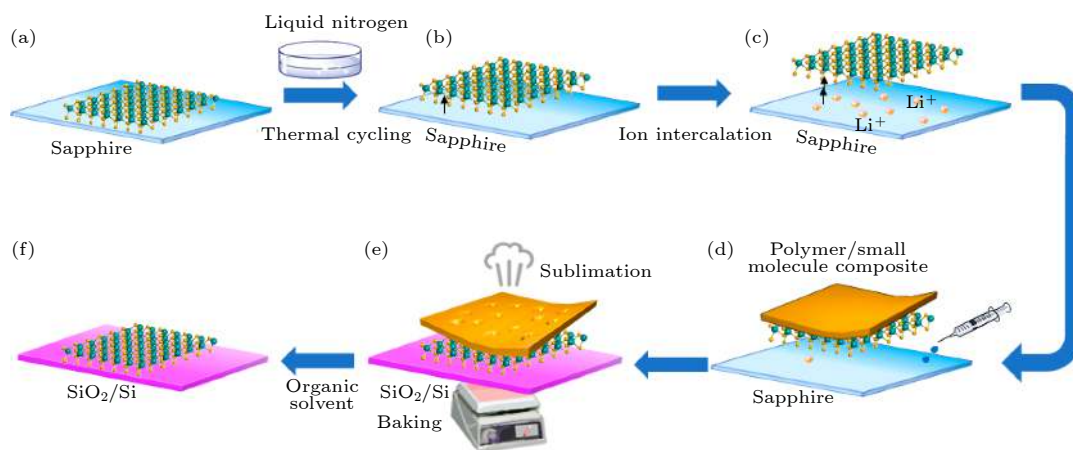 (a)
Liquid nitrogen
Thermal cycling
Sapphire
(b)
Sapphire
Ion intercalation
(c)
Li⁺
Li⁺
Sapphire
(d)
Polymer/small
molecule composite
Sapphire
(e)
Sublimation
SiO₂/Si
Baking
Organic
solvent
(f)
SiO₂/Si